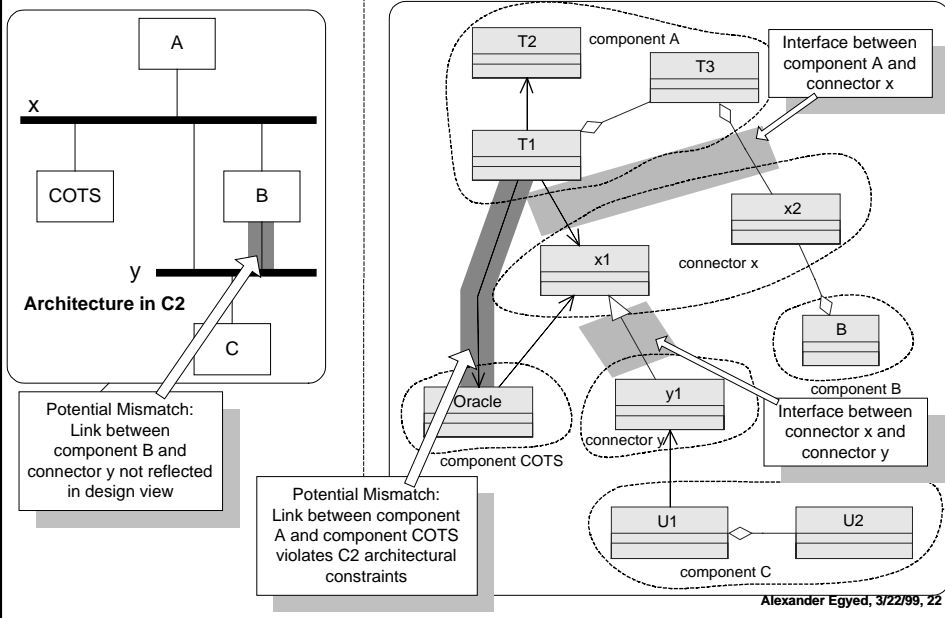 A
x
COTS
B
y
Architecture in C2
C
Potential Mismatch:
Link between
component B and
connector y not reflected
in design view
T2
component A
T3
Interface between
component A and
connector x
T1
x2
x1
connector x
B
component B
Oracle
component COTS
y1
connector y
Interface between
connector x and
connector y
Potential Mismatch:
Link between component
A and component COTS
violates C2 architectural
constraints
U1
U2
component C
Alexander Egyed, 3/22/99, 22